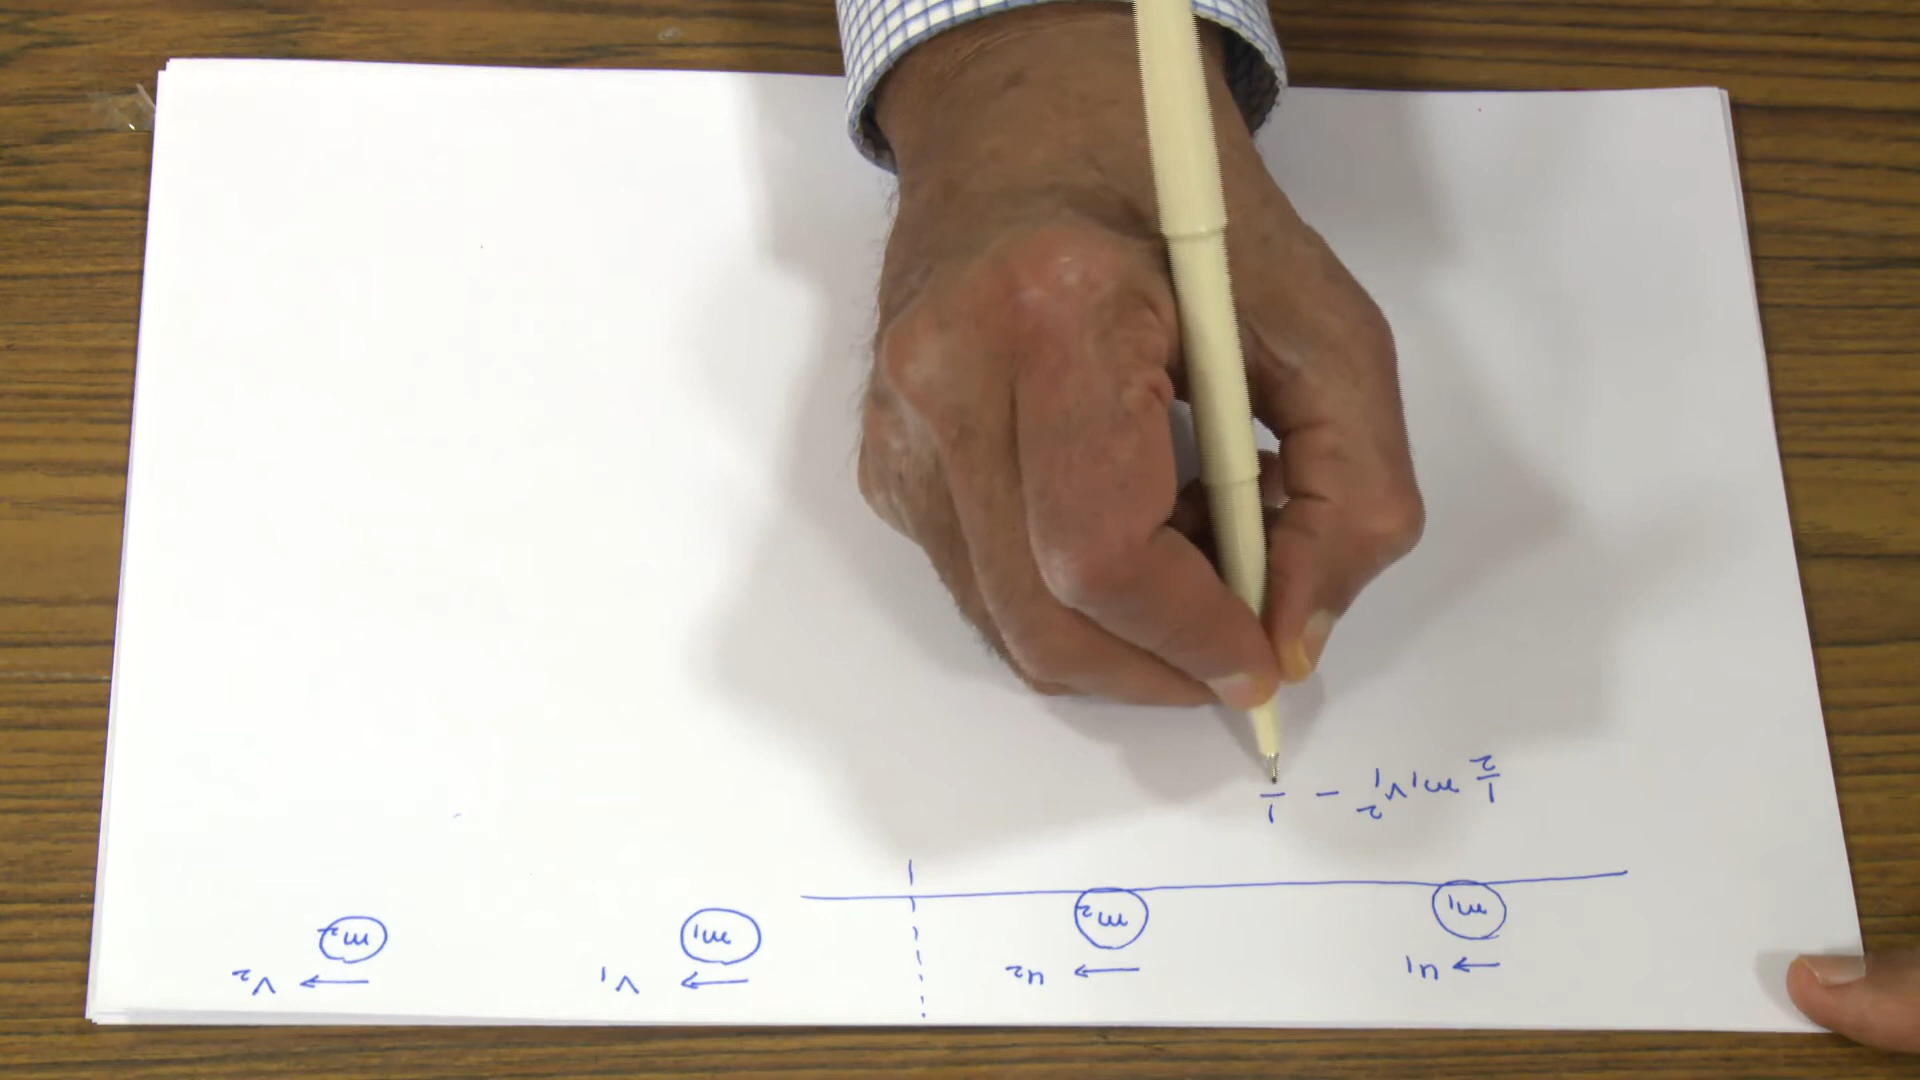 u₁ → u₂ → v₁ → v₂ →
m₁ m₂ m₁ m₂
1/2 m₁v₁² - 1